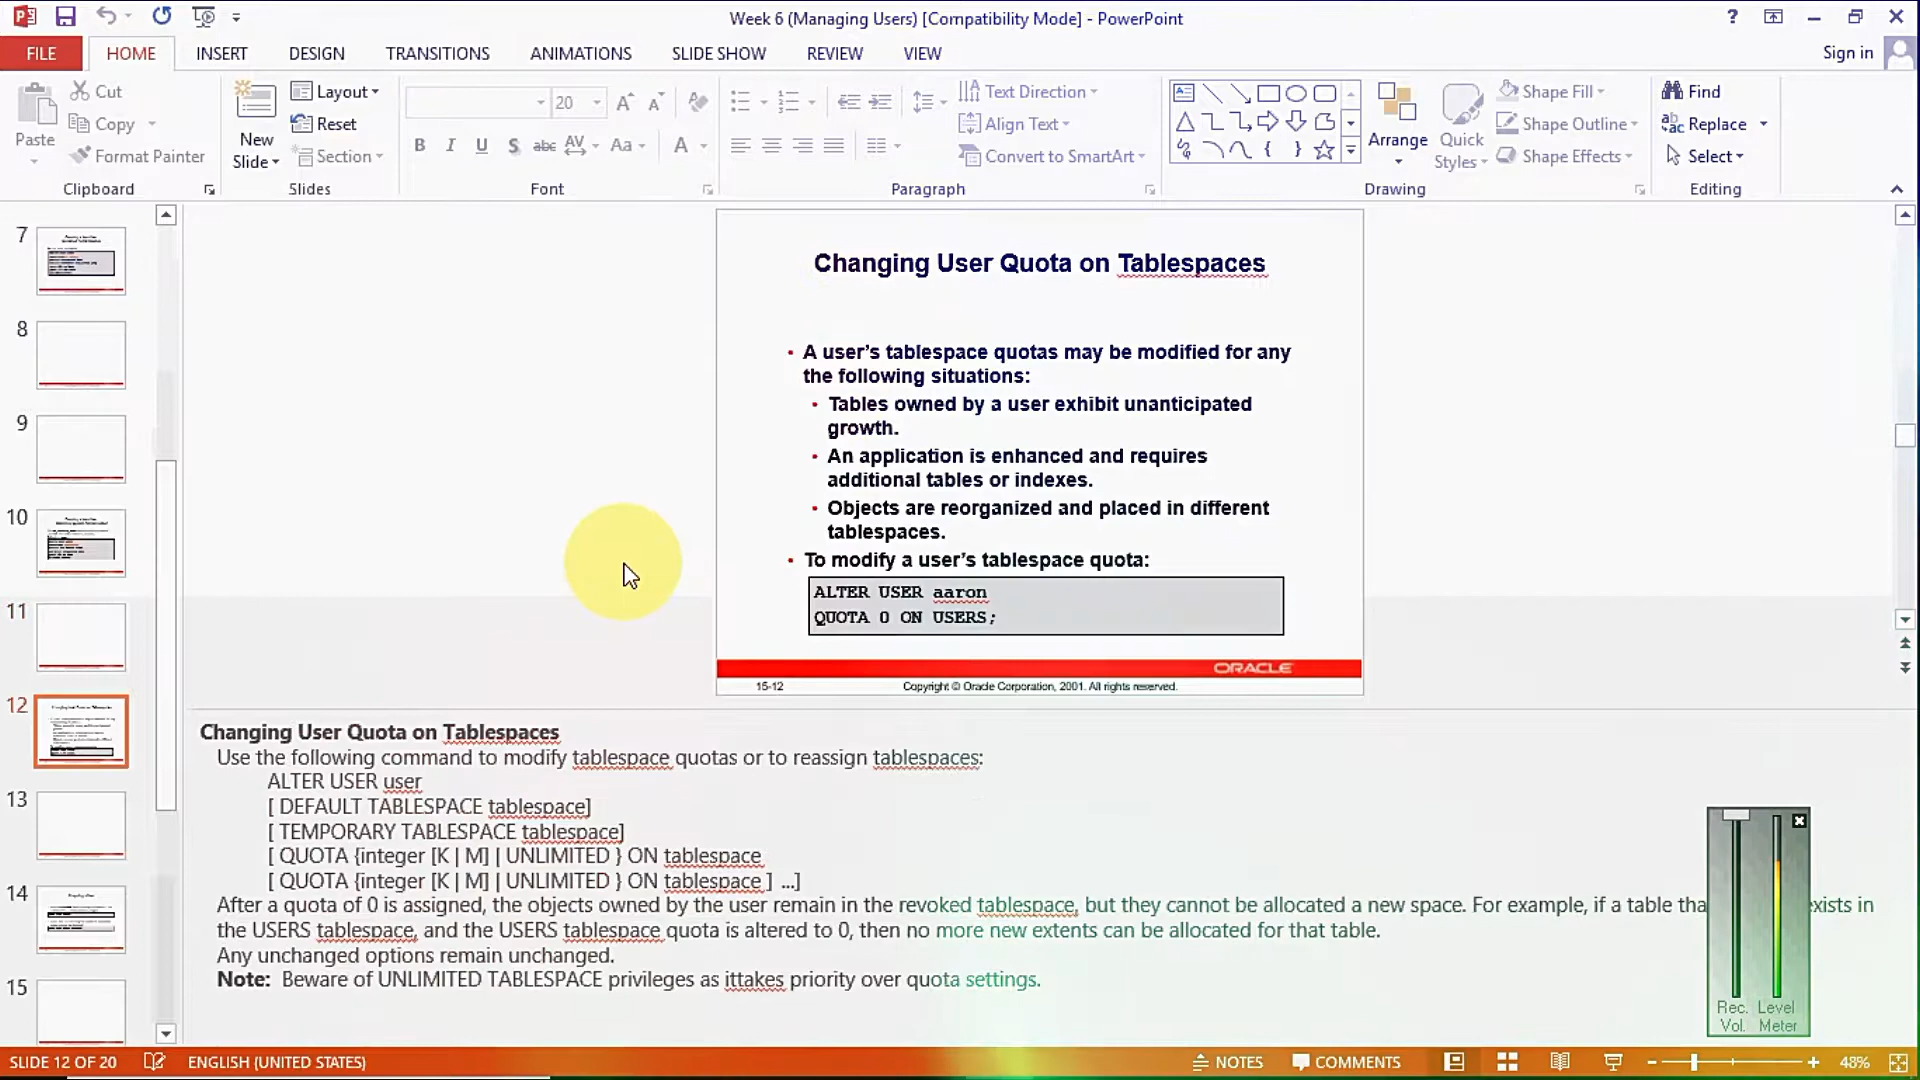 Week 6 (Managing Users) [Compatibility Mode] - PowerPoint
?
FILE HOME INSERT DESIGN TRANSITIONS ANIMATIONS SLIDE SHOW REVIEW VIEW Sign in
Paste
Cut
Copy
Format Painter
Clipboard
New
Slide
Layout
Reset
Section
Slides
20
B I U S abc AV Aa A
Font
Text Direction
Align Text
Convert to SmartArt
Paragraph
Arrange
Quick
Styles
Shape Fill
Shape Outline
Shape Effects
Drawing
Find
Replace
Select
Editing
7
8
9
10
11
12
13
14
15
Changing User Quota on Tablespaces
• A user’s tablespace quotas may be modified for any
the following situations:
• Tables owned by a user exhibit unanticipated
growth.
• An application is enhanced and requires
additional tables or indexes.
• Objects are reorganized and placed in different
tablespaces.
• To modify a user’s tablespace quota:
ALTER USER aaron
QUOTA 0 ON USERS;
ORACLE
15-12 Copyright © Oracle Corporation, 2001. All rights reserved.
Changing User Quota on Tablespaces
Use the following command to modify tablespace quotas or to reassign tablespaces:
ALTER USER user
[ DEFAULT TABLESPACE tablespace]
[ TEMPORARY TABLESPACE tablespace]
[ QUOTA {integer [K | M] | UNLIMITED } ON tablespace
[ QUOTA {integer [K | M] | UNLIMITED } ON tablespace ] ...]
After a quota of 0 is assigned, the objects owned by the user remain in the revoked tablespace, but they cannot be allocated a new space. For example, if a table tha exists in
the USERS tablespace, and the USERS tablespace quota is altered to 0, then no more new extents can be allocated for that table.
Any unchanged options remain unchanged.
Note: Beware of UNLIMITED TABLESPACE privileges as ittakes priority over quota settings.
Rec. Level
Vol. Meter
SLIDE 12 OF 20 ENGLISH (UNITED STATES) NOTES COMMENTS 48%